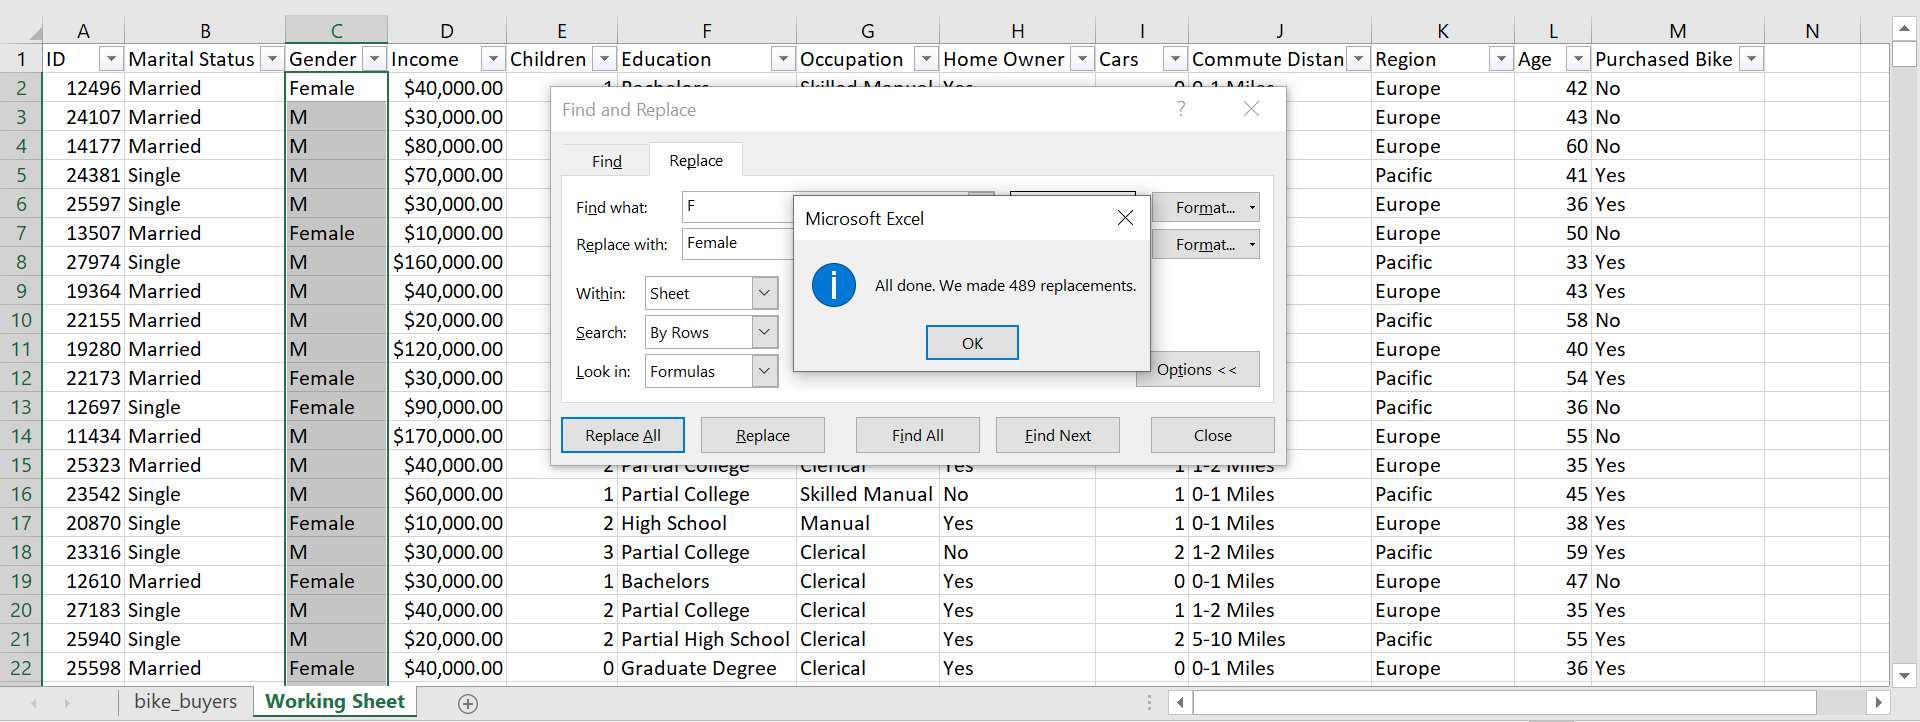 A B C D E F G H I J K L M N
1 ID Marital Status Gender Income Children Education Occupation Home Owner Cars Commute Distan Region Age Purchased Bike
2 12496 Married Female $40,000.00 1 Bachelors Skilled Manual Yes 0 0-1 Miles Europe 42 No
3 24107 Married M $30,000.00 Europe 43 No
4 14177 Married M $80,000.00 Europe 60 No
5 24381 Single M $70,000.00 Pacific 41 Yes
6 25597 Single M $30,000.00 Europe 36 Yes
7 13507 Married Female $10,000.00 Europe 50 No
8 27974 Single M $160,000.00 Pacific 33 Yes
9 19364 Married M $40,000.00 Europe 43 Yes
10 22155 Married M $20,000.00 Pacific 58 No
11 19280 Married M $120,000.00 Europe 40 Yes
12 22173 Married Female $30,000.00 Pacific 54 Yes
13 12697 Single Female $90,000.00 Pacific 36 No
14 11434 Married M $170,000.00 Europe 55 No
15 25323 Married M $40,000.00 2 Partial College Clerical Yes 1 1-2 Miles Europe 35 Yes
16 23542 Single M $60,000.00 1 Partial College Skilled Manual No 1 0-1 Miles Pacific 45 Yes
17 20870 Single Female $10,000.00 2 High School Manual Yes 1 0-1 Miles Europe 38 Yes
18 23316 Single M $30,000.00 3 Partial College Clerical No 2 1-2 Miles Pacific 59 Yes
19 12610 Married Female $30,000.00 1 Bachelors Clerical Yes 0 0-1 Miles Europe 47 No
20 27183 Single M $40,000.00 2 Partial College Clerical Yes 1 1-2 Miles Europe 35 Yes
21 25940 Single M $20,000.00 2 Partial High School Clerical Yes 2 5-10 Miles Pacific 55 Yes
22 25598 Married Female $40,000.00 0 Graduate Degree Clerical Yes 0 0-1 Miles Europe 36 Yes
Find and Replace ?
Find Replace
Find what: F Format...
Replace with: Female Format...
Within: Sheet
Search: By Rows
Look in: Formulas
Options <<
Replace All Replace Find All Find Next Close
Microsoft Excel
All done. We made 489 replacements.
OK
bike_buyers Working Sheet